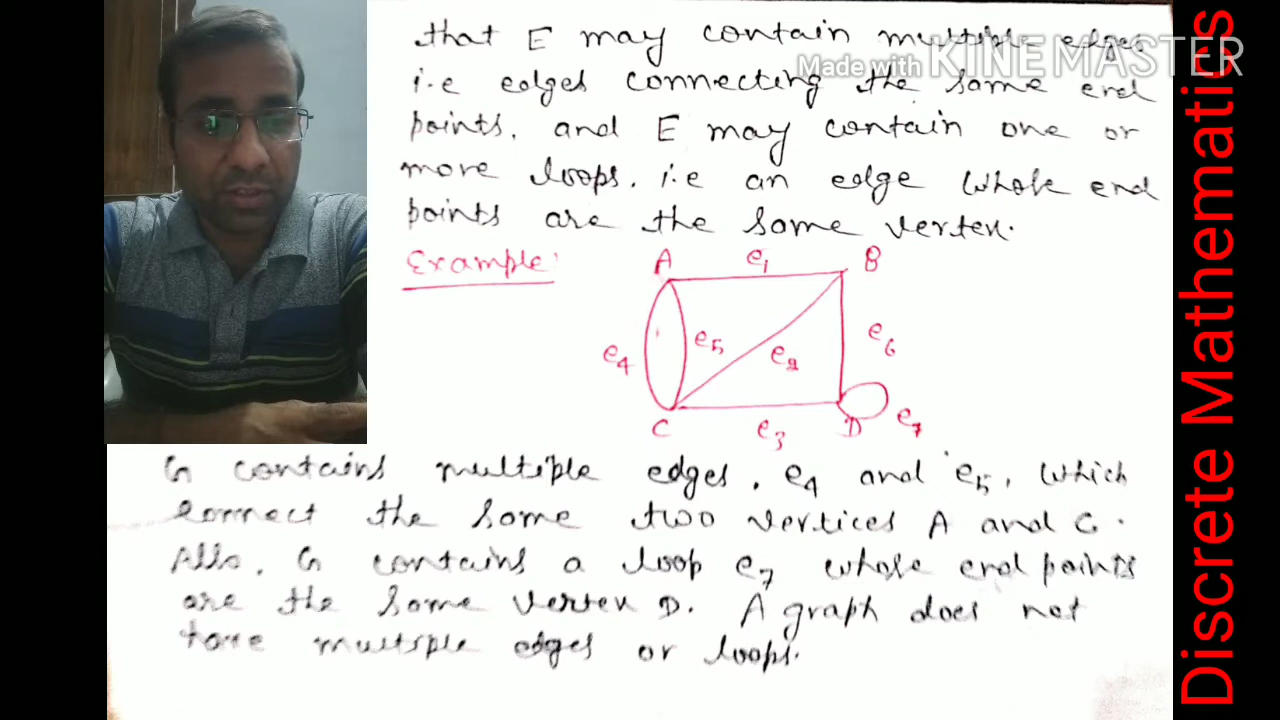 that E may contain multiple edges
Made with KINEMASTER
i.e edges connecting the same end
points. and E may contain one or
more loops. i.e an edge whose end
points are the same vertex.
Example:
A e1 B
e4 e5 e2 e6
C e3 D e7
G contains multiple edges, e4 and e5, which
connect the same two vertices A and C.
Also, G contains a loop e7 whose end points
are the same vertex D. A graph does not
have multiple edges or loops.
Discrete Mathematics